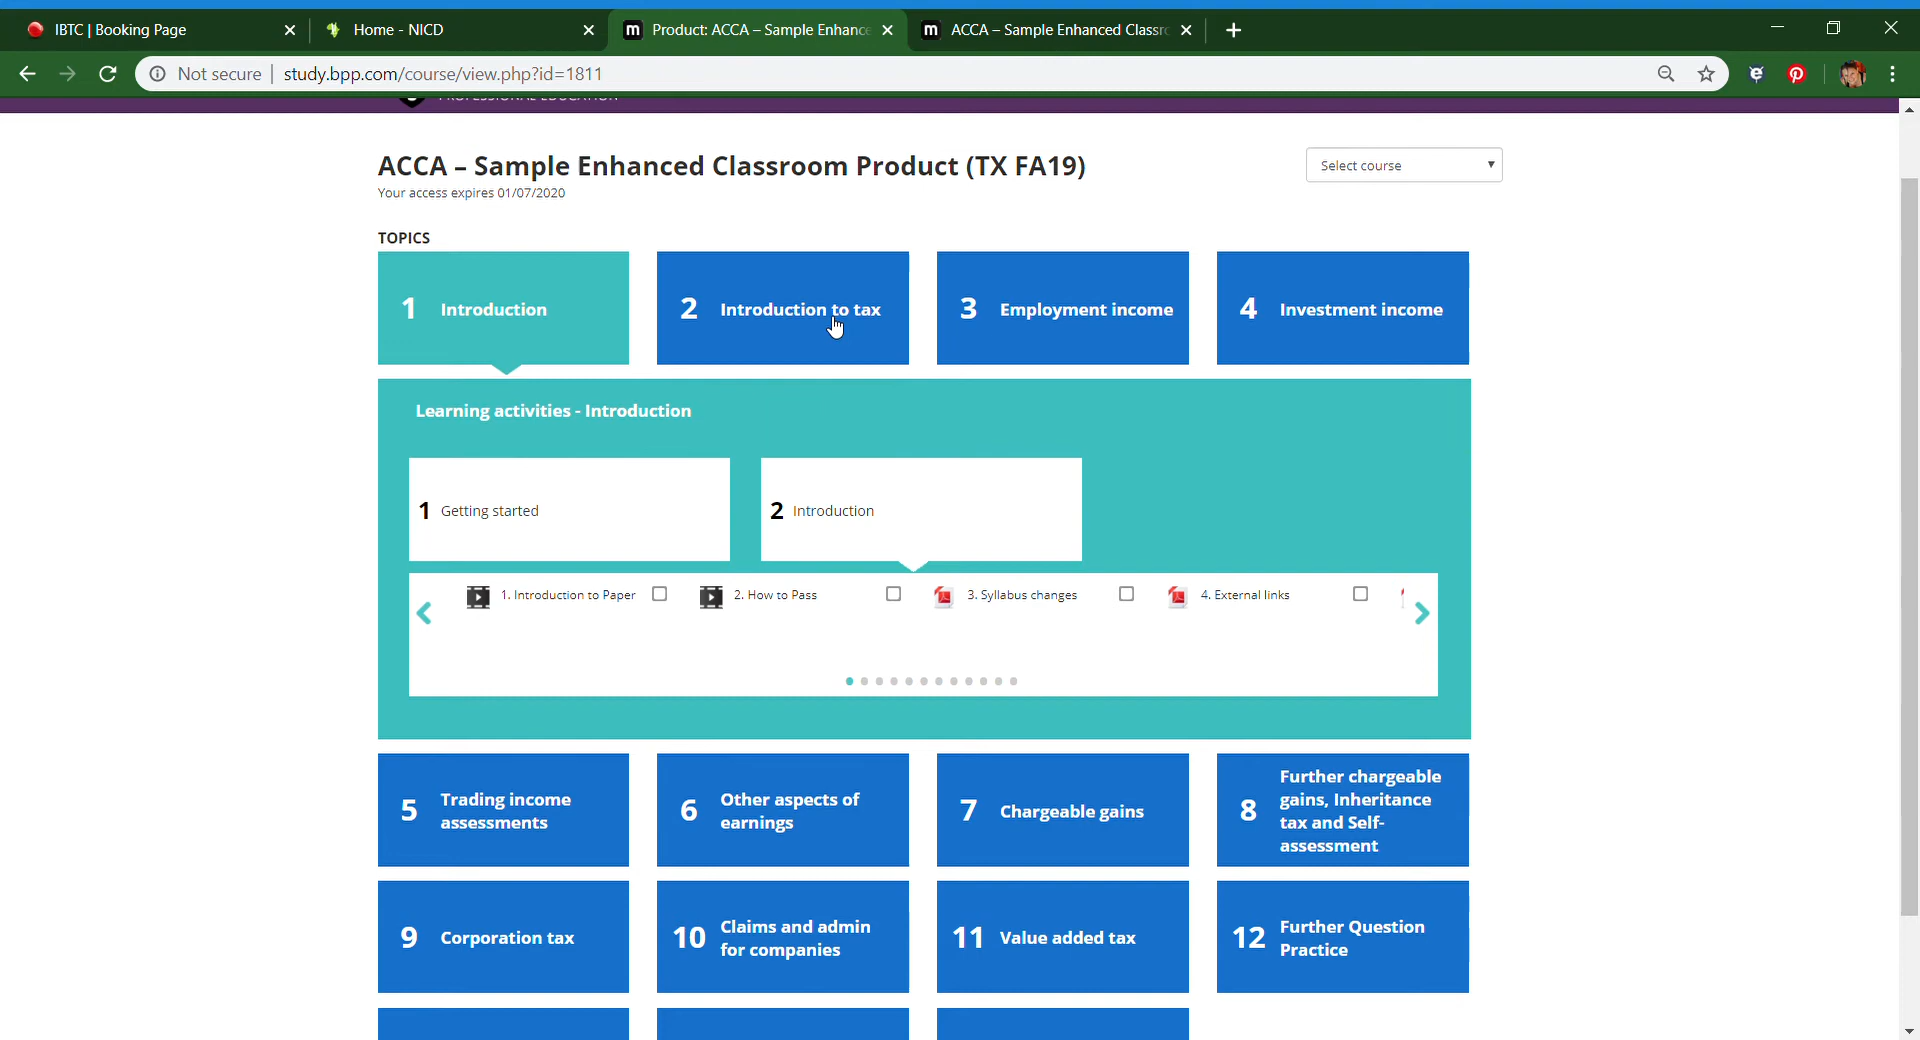 IBTC | Booking Page
Home - NICD
Product: ACCA – Sample Enhance
ACCA – Sample Enhanced Classr
Not secure | study.bpp.com/course/view.php?id=1811
PROFESSIONAL EDUCATION
ACCA – Sample Enhanced Classroom Product (TX FA19)
Select course
Your access expires 01/07/2020
TOPICS
1 Introduction
2 Introduction to tax
3 Employment income
4 Investment income
Learning activities - Introduction
1 Getting started
2 Introduction
1. Introduction to Paper
2. How to Pass
3. Syllabus changes
4. External links
5 Trading income
assessments
6 Other aspects of
earnings
7 Chargeable gains
8 Further chargeable
gains, Inheritance
tax and Self-
assessment
9 Corporation tax
10 Claims and admin
for companies
11 Value added tax
12 Further Question
Practice